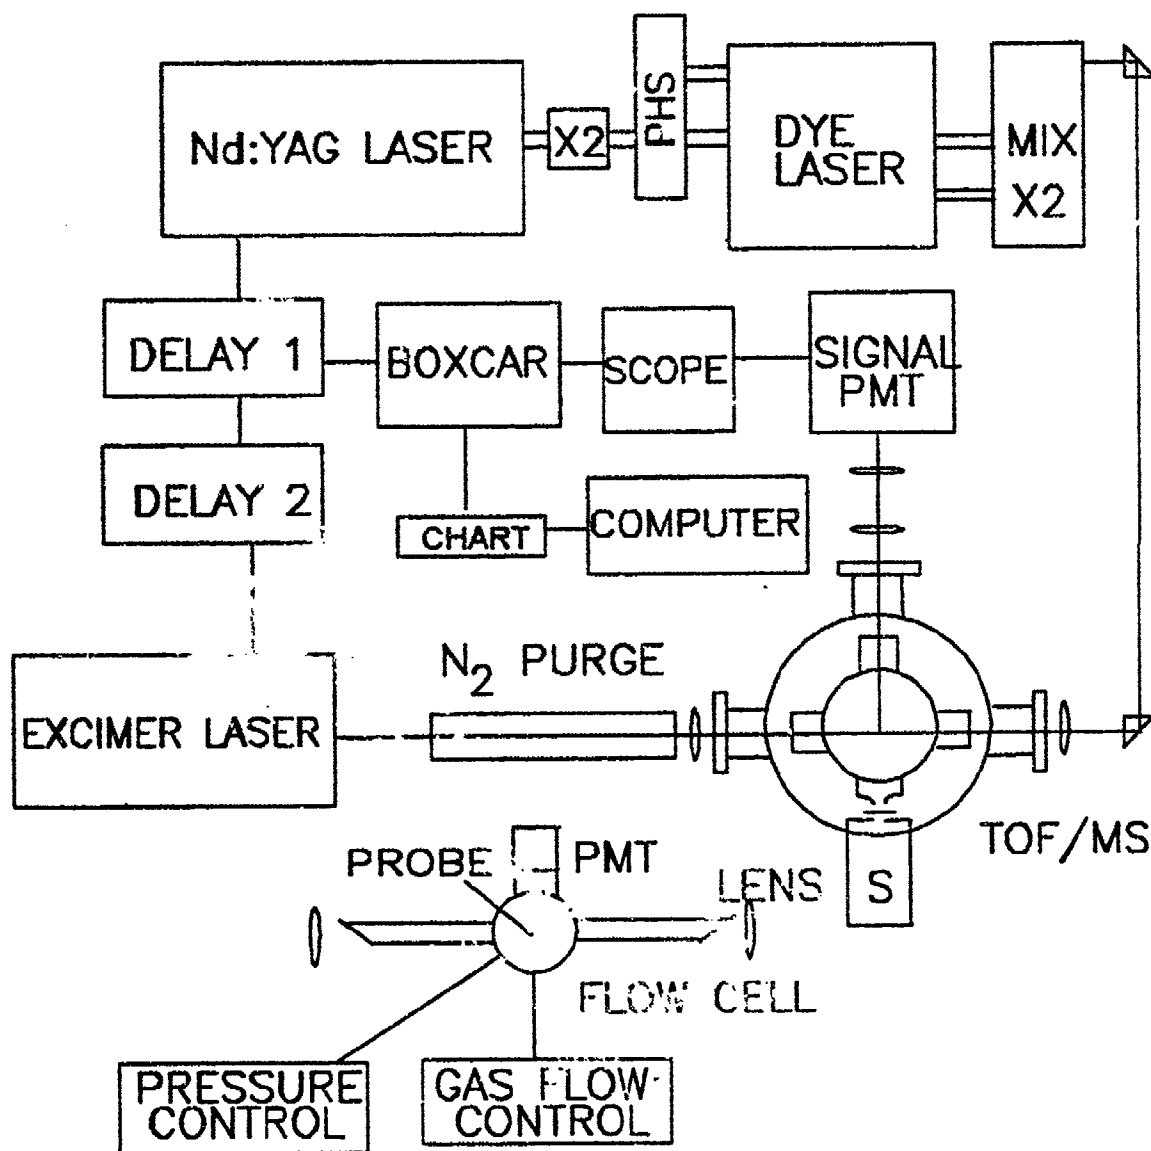 Nd:YAG LASER
X2
PHS
DYE
LASER
MIX
X2
DELAY 1
BOXCAR
SCOPE
SIGNAL
PMT
DELAY 2
CHART
COMPUTER
N2 PURGE
EXCIMER LASER
TOF/MS
S
PROBE
PMT
LENS
FLOW CELL
PRESSURE
CONTROL
GAS FLOW
CONTROL